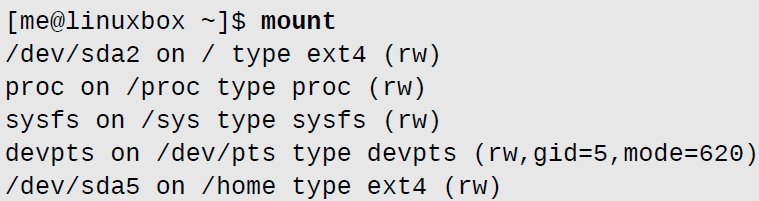 [me@linuxbox ~]$ mount
/dev/sda2 on / type ext4 (rw)
proc on /proc type proc (rw)
sysfs on /sys type sysfs (rw)
devpts on /dev/pts type devpts (rw,gid=5,mode=620)
/dev/sda5 on /home type ext4 (rw)